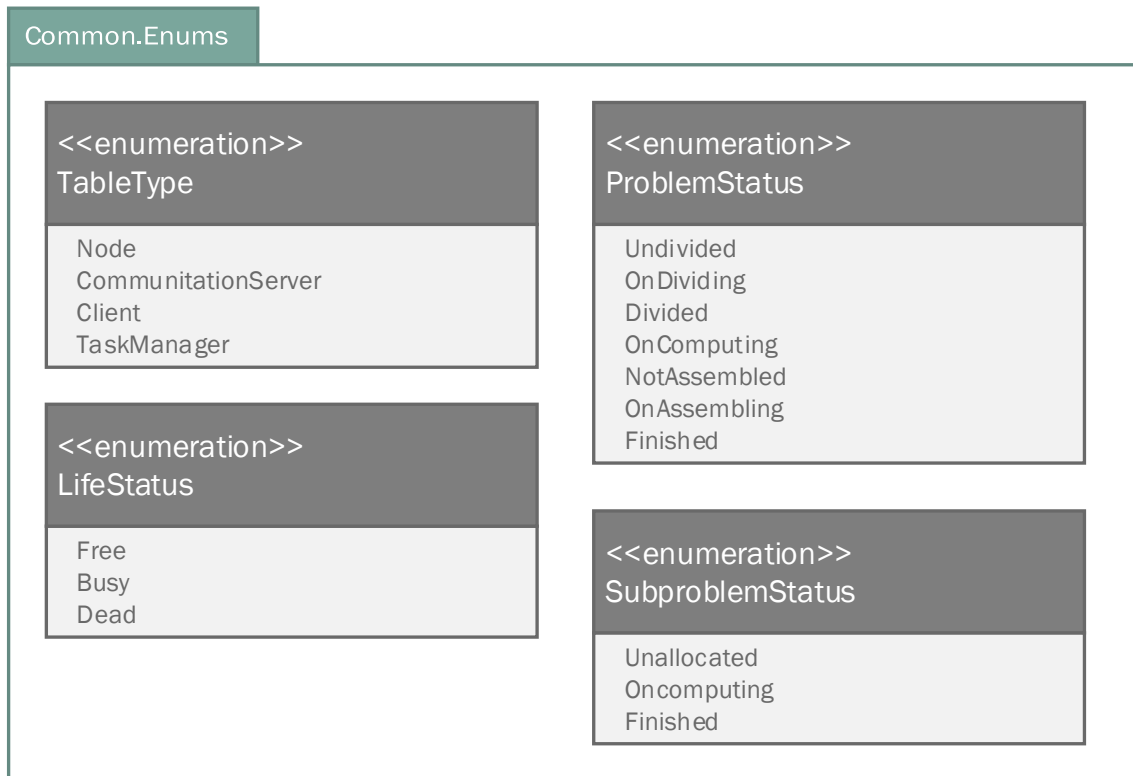 Common.Enums
<<enumeration>>
TableType
Node
CommunitationServer
Client
TaskManager
<<enumeration>>
LifeStatus
Free
Busy
Dead
<<enumeration>>
ProblemStatus
Undivided
OnDividing
Divided
OnComputing
NotAssembled
OnAssembling
Finished
<<enumeration>>
SubproblemStatus
Unallocated
Oncomputing
Finished